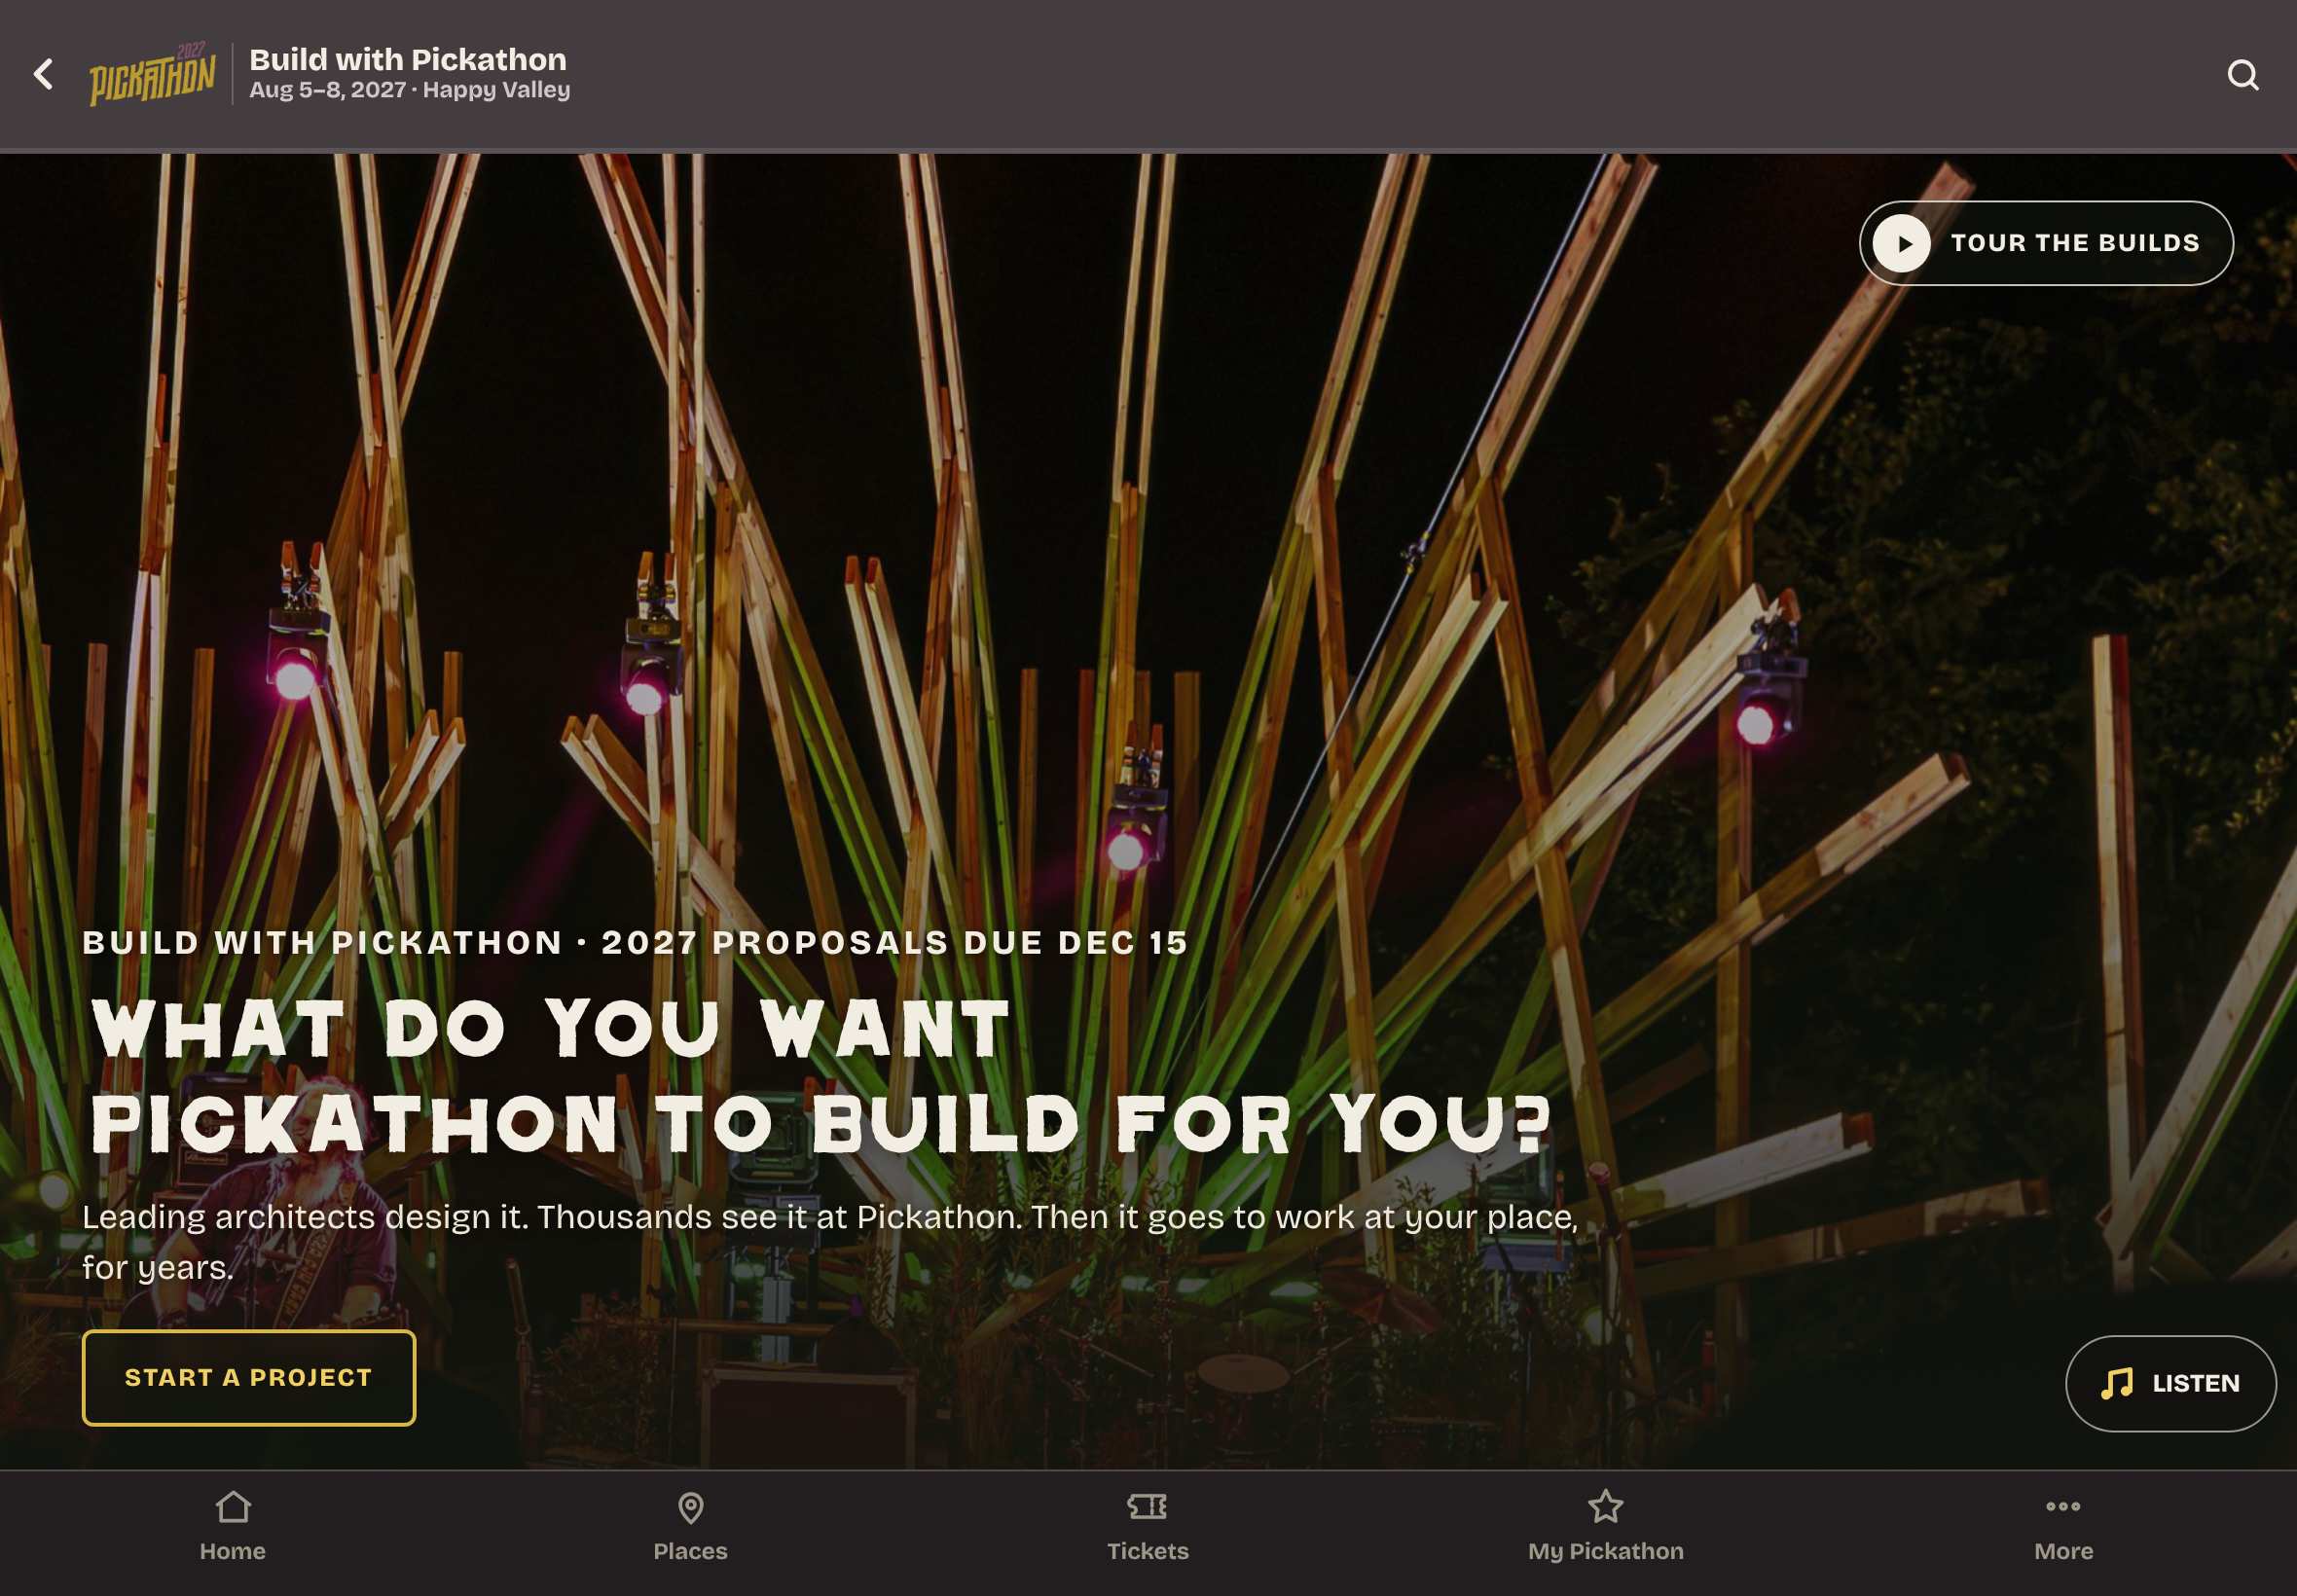 2027
PICKATHON
Build with Pickathon
Aug 5–8, 2027 · Happy Valley
TOUR THE BUILDS
BUILD WITH PICKATHON · 2027 PROPOSALS DUE DEC 15
WHAT DO YOU WANT
PICKATHON TO BUILD FOR YOU?
Leading architects design it. Thousands see it at Pickathon. Then it goes to work at your place,
for years.
START A PROJECT
LISTEN
Home
Places
Tickets
My Pickathon
More